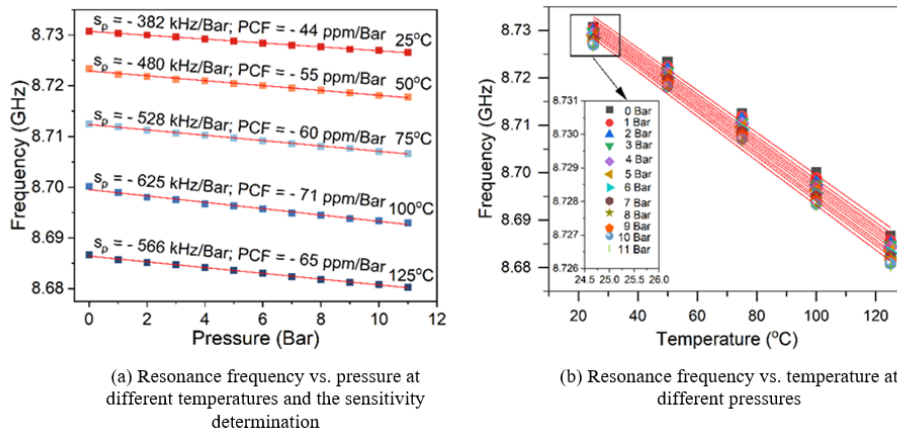 s_p = - 382 kHz/Bar; PCF = - 44 ppm/Bar 25°C
s_p = - 480 kHz/Bar; PCF = - 55 ppm/Bar 50°C
s_p = - 528 kHz/Bar; PCF = - 60 ppm/Bar 75°C
s_p = - 625 kHz/Bar; PCF = - 71 ppm/Bar 100°C
s_p = - 566 kHz/Bar; PCF = - 65 ppm/Bar 125°C
Frequency (GHz)
8.73
8.72
8.71
8.70
8.69
8.68
0 2 4 6 8 10 12
Pressure (Bar)
(a) Resonance frequency vs. pressure at
different temperatures and the sensitivity
determination
Frequency (GHz)
8.73
8.72
8.71
8.70
8.69
8.68
20 40 60 80 100 120
Temperature (°C)
8.731
8.730
8.729
8.728
8.727
8.726
24.5 25.0 25.5 26.0
0 Bar
1 Bar
2 Bar
3 Bar
4 Bar
5 Bar
6 Bar
7 Bar
8 Bar
9 Bar
10 Bar
11 Bar
(b) Resonance frequency vs. temperature at
different pressures